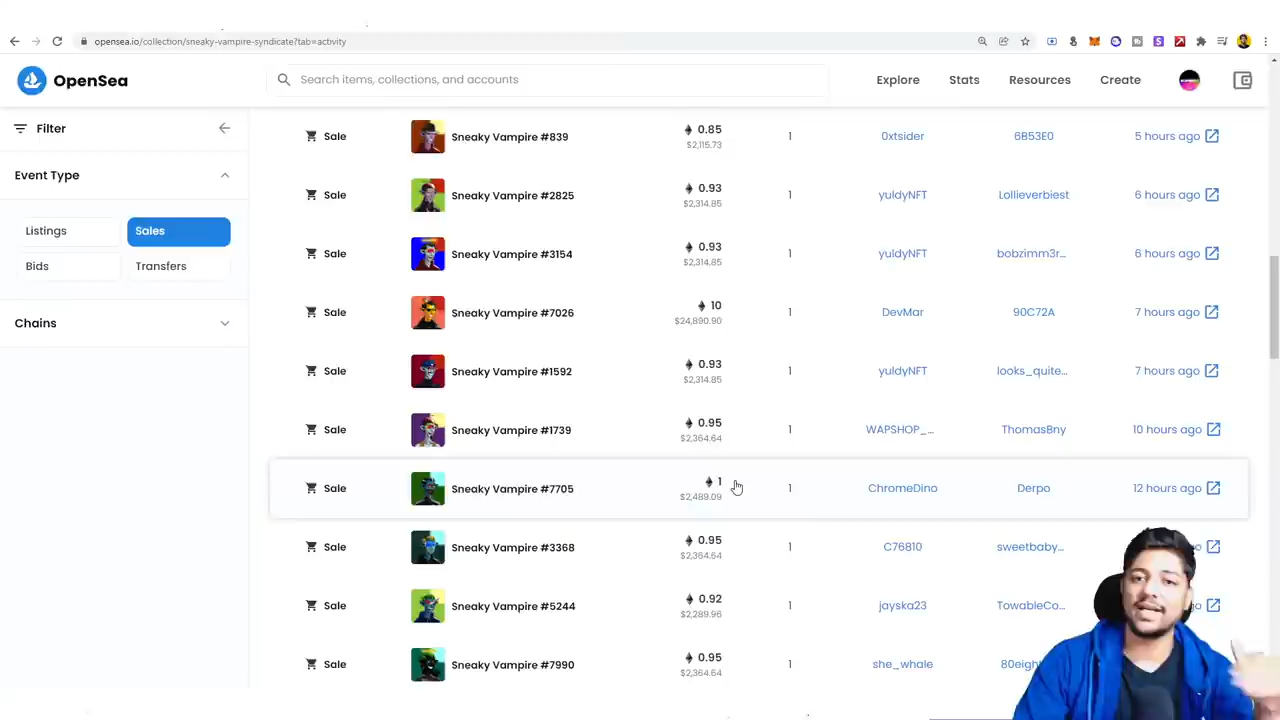 opensea.io/collection/sneaky-vampire-syndicate?tab=activity
OpenSea
Search items, collections, and accounts
Explore Stats Resources Create
Filter
Event Type
Listings Sales
Bids Transfers
Chains
Sale Sneaky Vampire #839 0.85 1 0xtsider 6B53E0 5 hours ago
$2,115.73
Sale Sneaky Vampire #2825 0.93 1 yuldyNFT Lollieverbiest 6 hours ago
$2,314.85
Sale Sneaky Vampire #3154 0.93 1 yuldyNFT bobzimm3r... 6 hours ago
$2,314.85
Sale Sneaky Vampire #7026 10 1 DevMar 90C72A 7 hours ago
$24,890.90
Sale Sneaky Vampire #1592 0.93 1 yuldyNFT looks_quite... 7 hours ago
$2,314.85
Sale Sneaky Vampire #1739 0.95 1 WAPSHOP_... ThomasBny 10 hours ago
$2,364.64
Sale Sneaky Vampire #7705 1 1 ChromeDino Derpo 12 hours ago
$2,489.09
Sale Sneaky Vampire #3368 0.95 1 C76810 sweetbaby...
$2,364.64
Sale Sneaky Vampire #5244 0.92 1 jayska23 TowableCo...
$2,289.96
Sale Sneaky Vampire #7990 0.95 1 she_whale 80eigh
$2,364.64